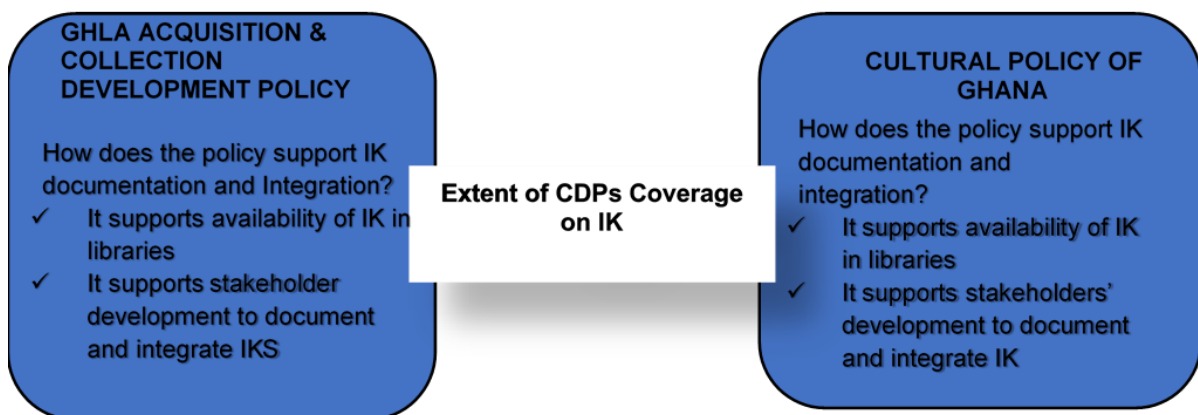 GHLA ACQUISITION &
COLLECTION
DEVELOPMENT POLICY
How does the policy support IK
documentation and Integration?
✓ It supports availability of IK in
libraries
✓ It supports stakeholder
development to document
and integrate IKS
Extent of CDPs Coverage
on IK
CULTURAL POLICY OF
GHANA
How does the policy support IK
documentation and
integration?
✓ It supports availability of IK
in libraries
✓ It supports stakeholders’
development to document
and integrate IK